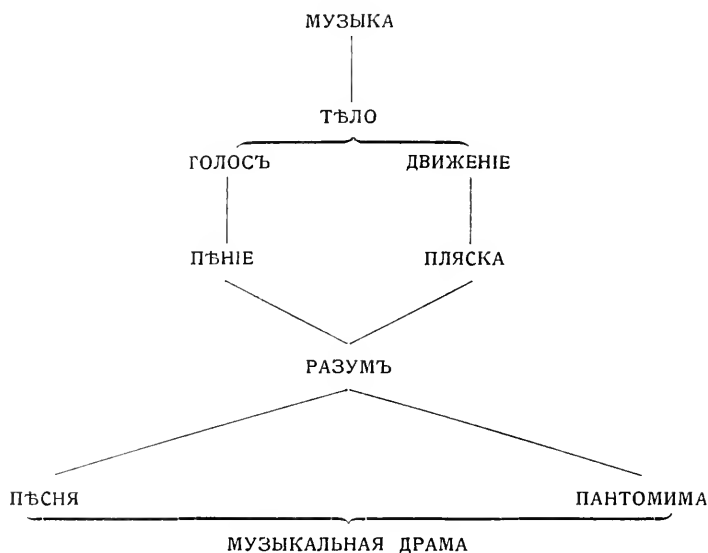 МУЗЫКА
ТѢЛО
ГОЛОСЪ ДВИЖЕНІЕ
ПѢНІЕ ПЛЯСКА
РАЗУМЪ
ПѢСНЯ ПАНТОМИМА
МУЗЫКАЛЬНАЯ ДРАМА